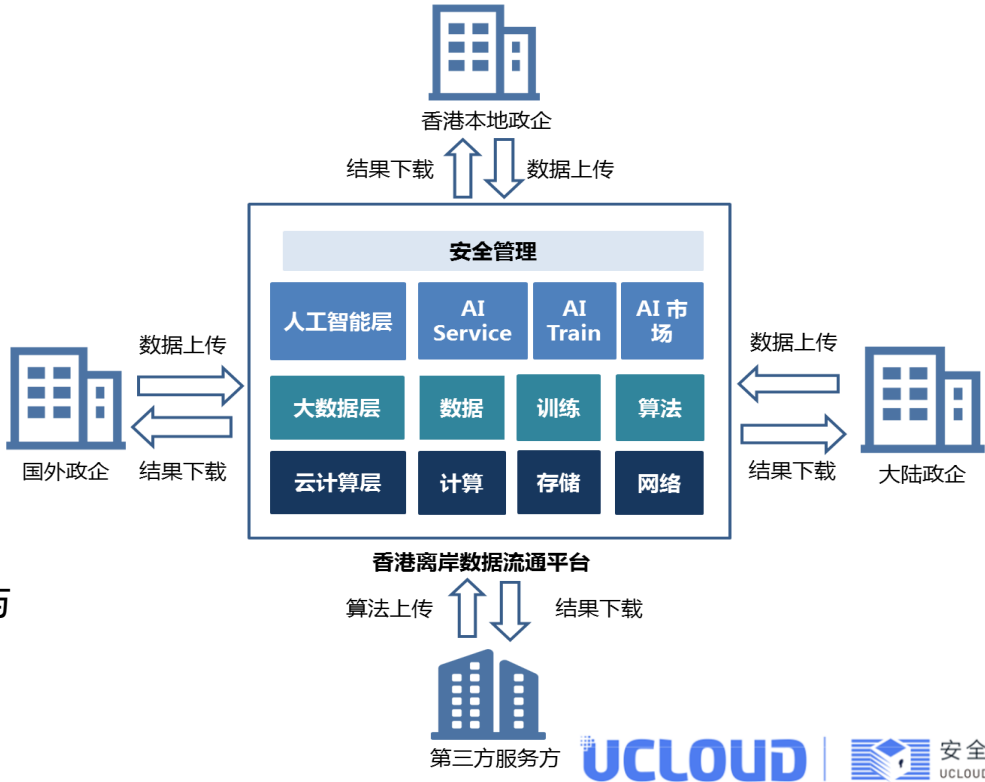 香港本地政企
结果下载
数据上传
安全管理
人工智能层
AI
Service
AI
Train
AI 市
场
数据上传
数据上传
大数据层
数据
训练
算法
国外政企
结果下载
云计算层
计算
存储
网络
结果下载
大陆政企
香港离岸数据流通平台
算法上传
结果下载
第三方服务方
UCLOUD
安全
UCLOUD